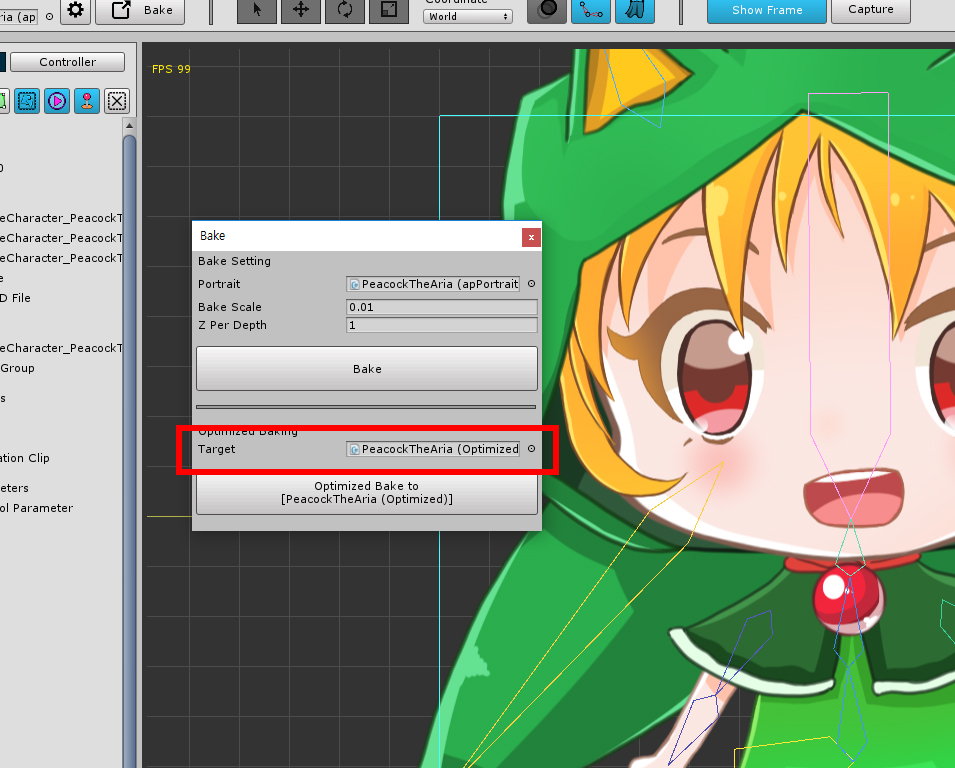 ria (ap
Bake
Coordinate
World
Show Frame
Capture
Controller
FPS 99
eCharacter_PeacockT
eCharacter_PeacockT
eCharacter_PeacockT
D File
eCharacter_PeacockT
Group
ation Clip
eters
ol Parameter
Bake
x
Bake Setting
Portrait
PeacockTheAria (apPortrait
Bake Scale
0.01
Z Per Depth
1
Bake
Optimized Baking
Target
PeacockTheAria (Optimized
Optimized Bake to
[PeacockTheAria (Optimized)]